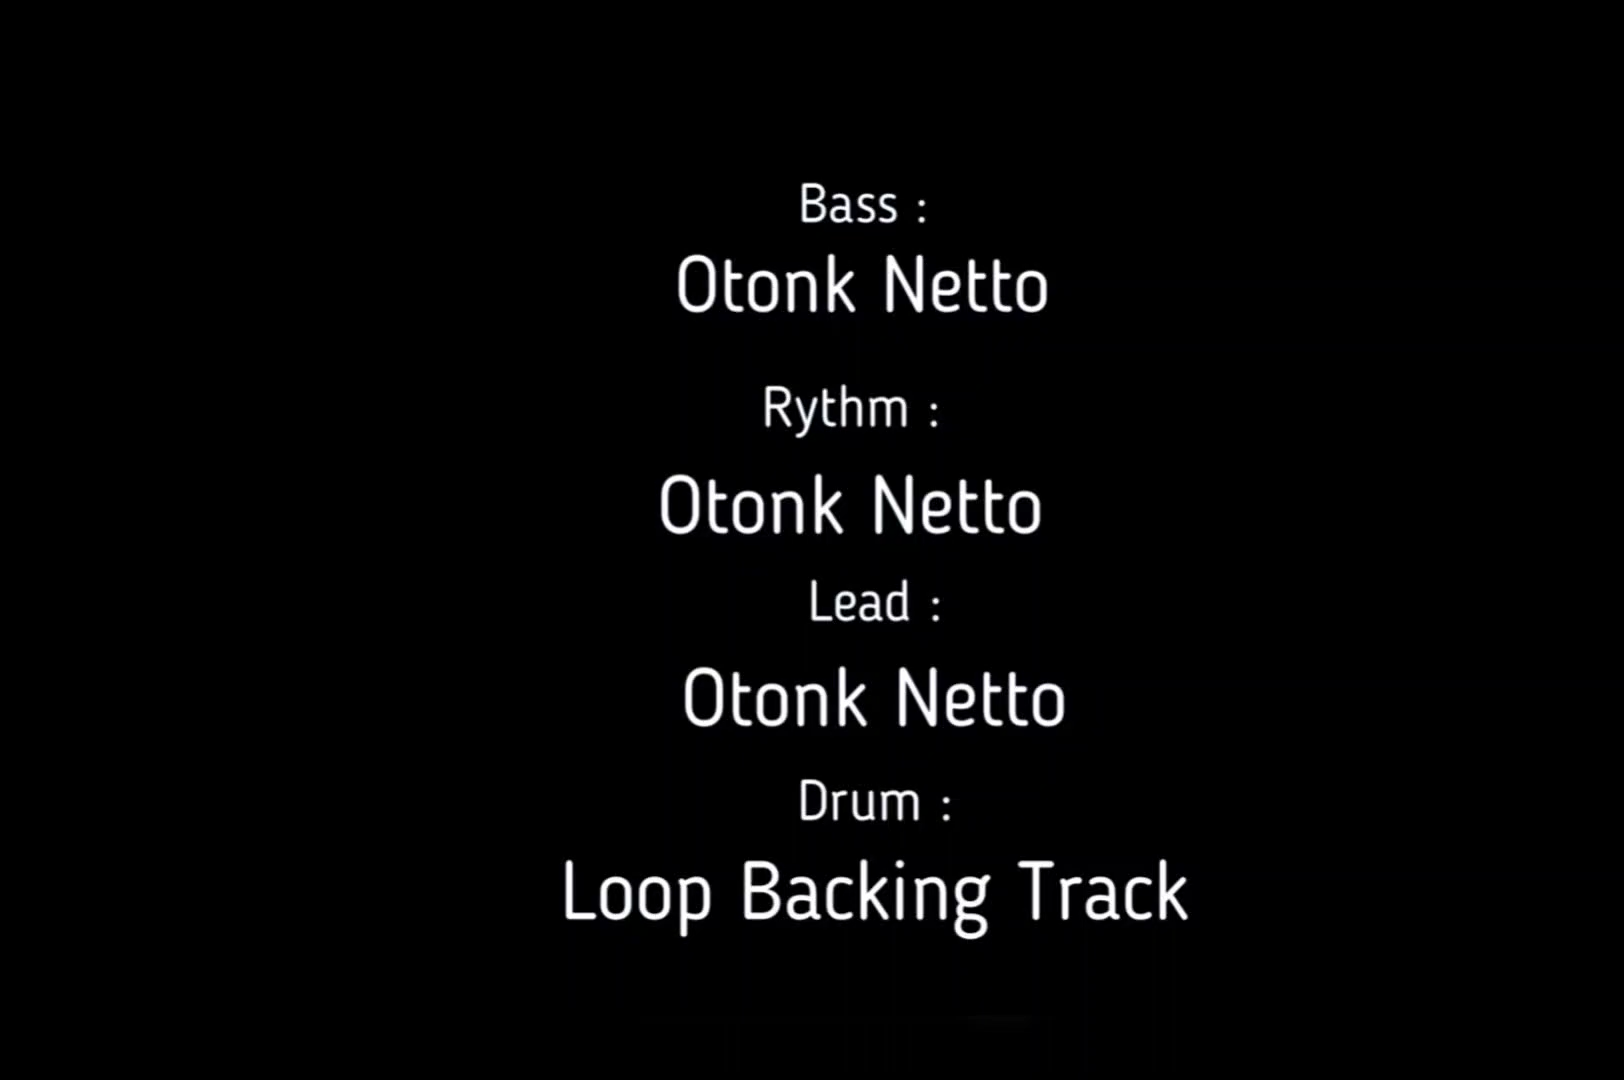 Bass :
Otonk Netto
Rythm :
Otonk Netto
Lead :
Otonk Netto
Drum :
Loop Backing Track